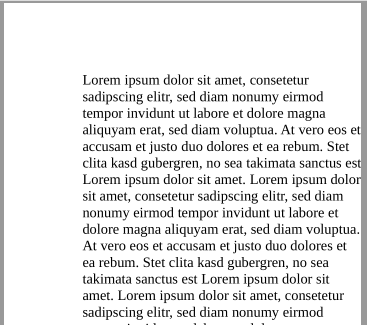 Lorem ipsum dolor sit amet, consetetur
sadipscing elitr, sed diam nonumy eirmod
tempor invidunt ut labore et dolore magna
aliquyam erat, sed diam voluptua. At vero eos et
accusam et justo duo dolores et ea rebum. Stet
clita kasd gubergren, no sea takimata sanctus est
Lorem ipsum dolor sit amet. Lorem ipsum dolor
sit amet, consetetur sadipscing elitr, sed diam
nonumy eirmod tempor invidunt ut labore et
dolore magna aliquyam erat, sed diam voluptua.
At vero eos et accusam et justo duo dolores et
ea rebum. Stet clita kasd gubergren, no sea
takimata sanctus est Lorem ipsum dolor sit
amet. Lorem ipsum dolor sit amet, consetetur
sadipscing elitr, sed diam nonumy eirmod